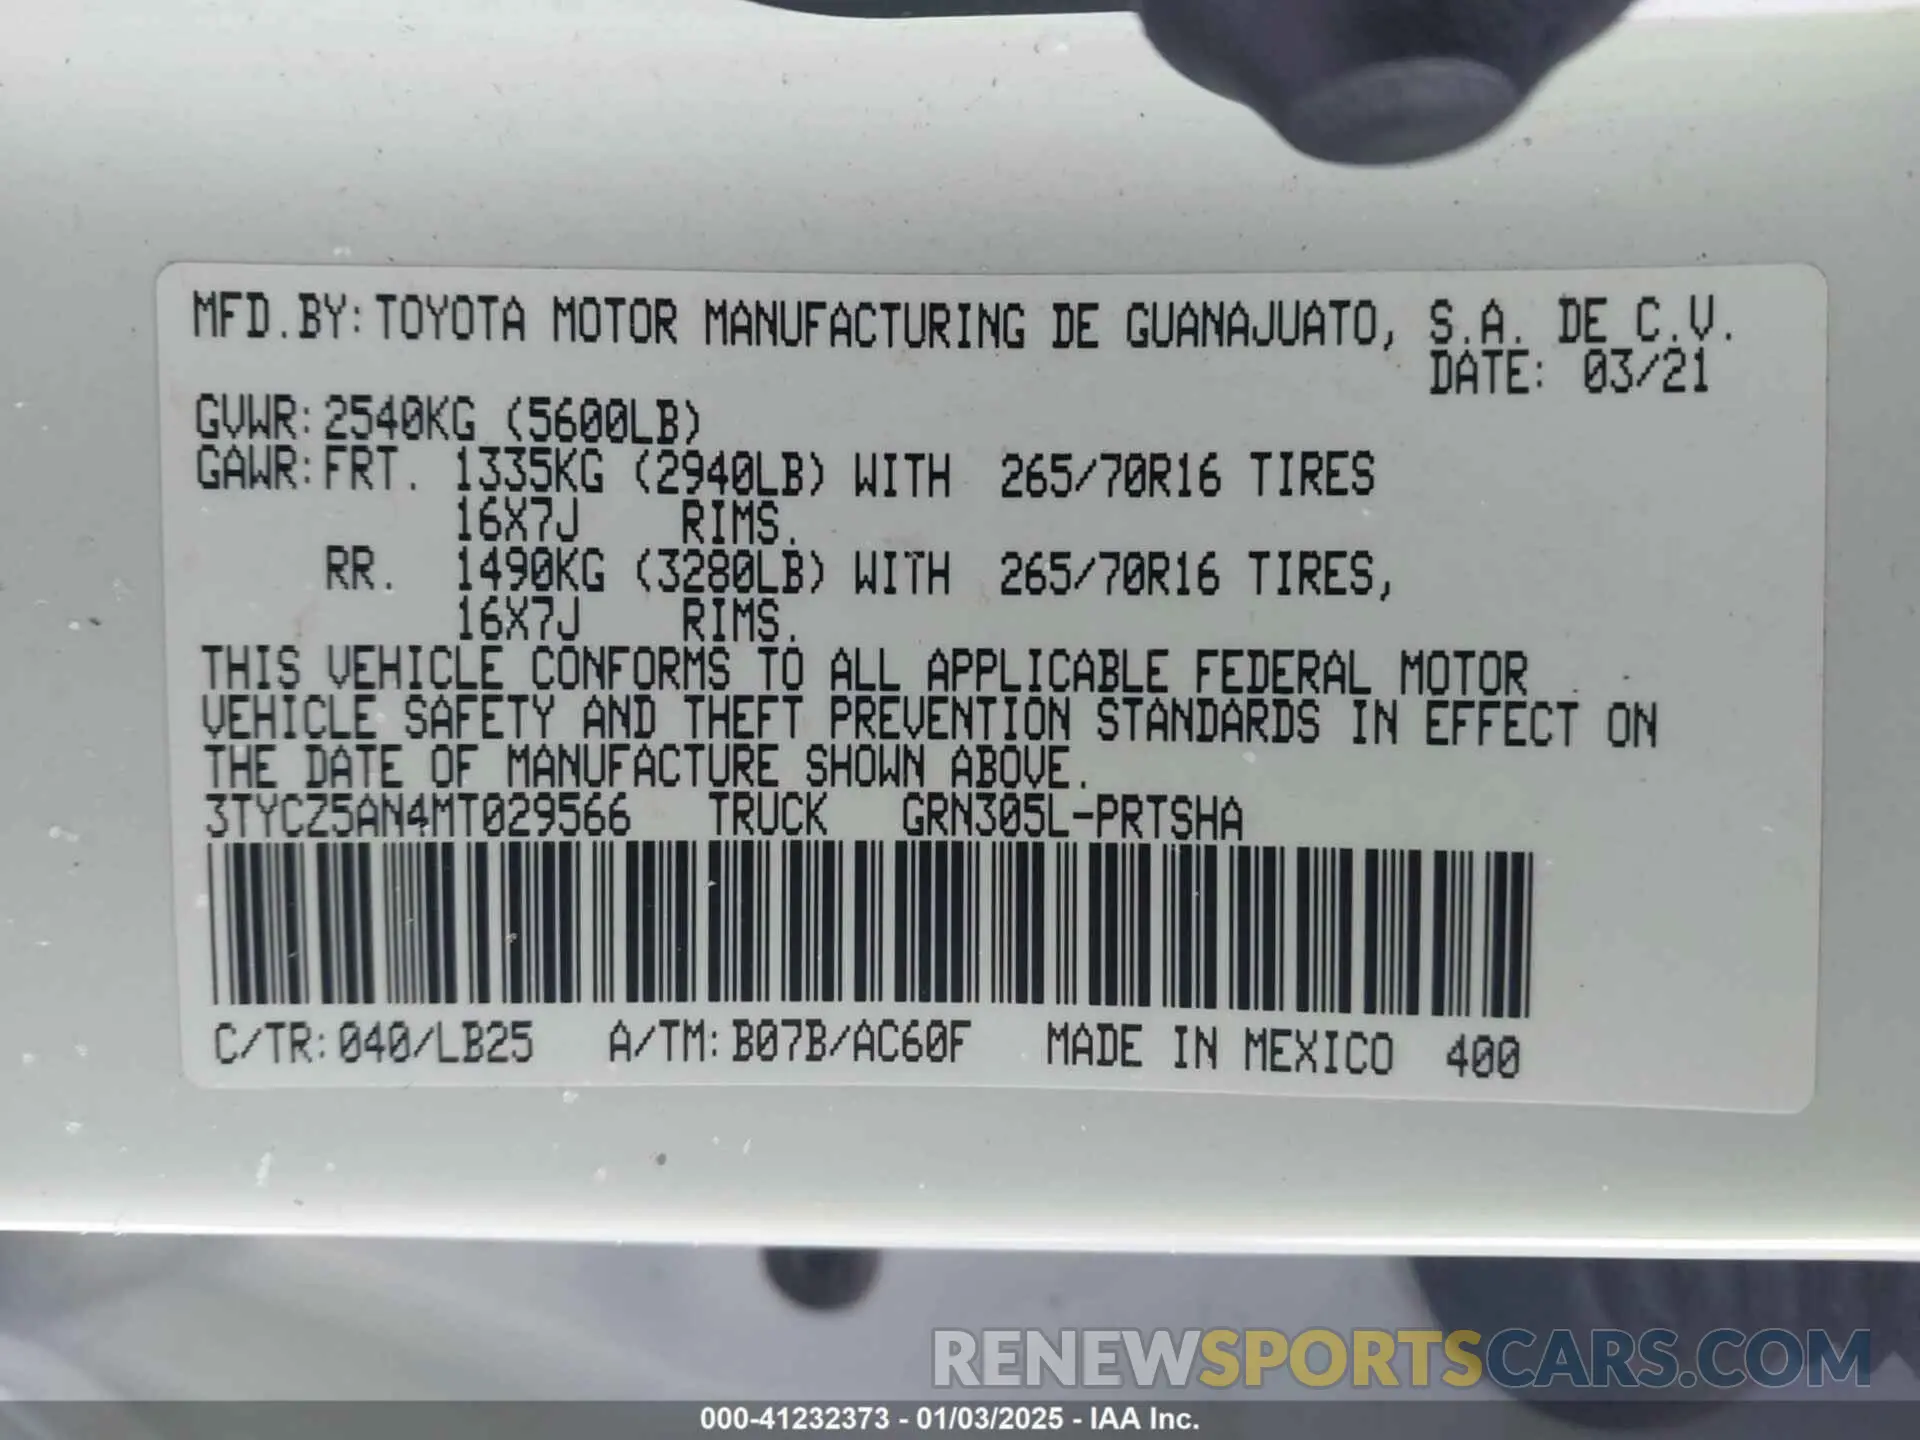 MFD.BY:TOYOTA MOTOR MANUFACTURING DE GUANAJUATO, S.A. DE C.V.
DATE: 03/21
GVWR:2540KG (5600LB)
GAWR:FRT. 1335KG (2940LB) WITH 265/70R16 TIRES
16X7J RIMS.
RR. 1490KG (3280LB) WITH 265/70R16 TIRES,
16X7J RIMS.
THIS VEHICLE CONFORMS TO ALL APPLICABLE FEDERAL MOTOR
VEHICLE SAFETY AND THEFT PREVENTION STANDARDS IN EFFECT ON
THE DATE OF MANUFACTURE SHOWN ABOVE.
3TYCZ5AN4MT029566 TRUCK GRN305L-PRTSHA
C/TR:040/LB25 A/TM:B07B/AC60F MADE IN MEXICO 400
RENEWSPORTSCARS.COM
000-41232373 - 01/03/2025 - IAA Inc.